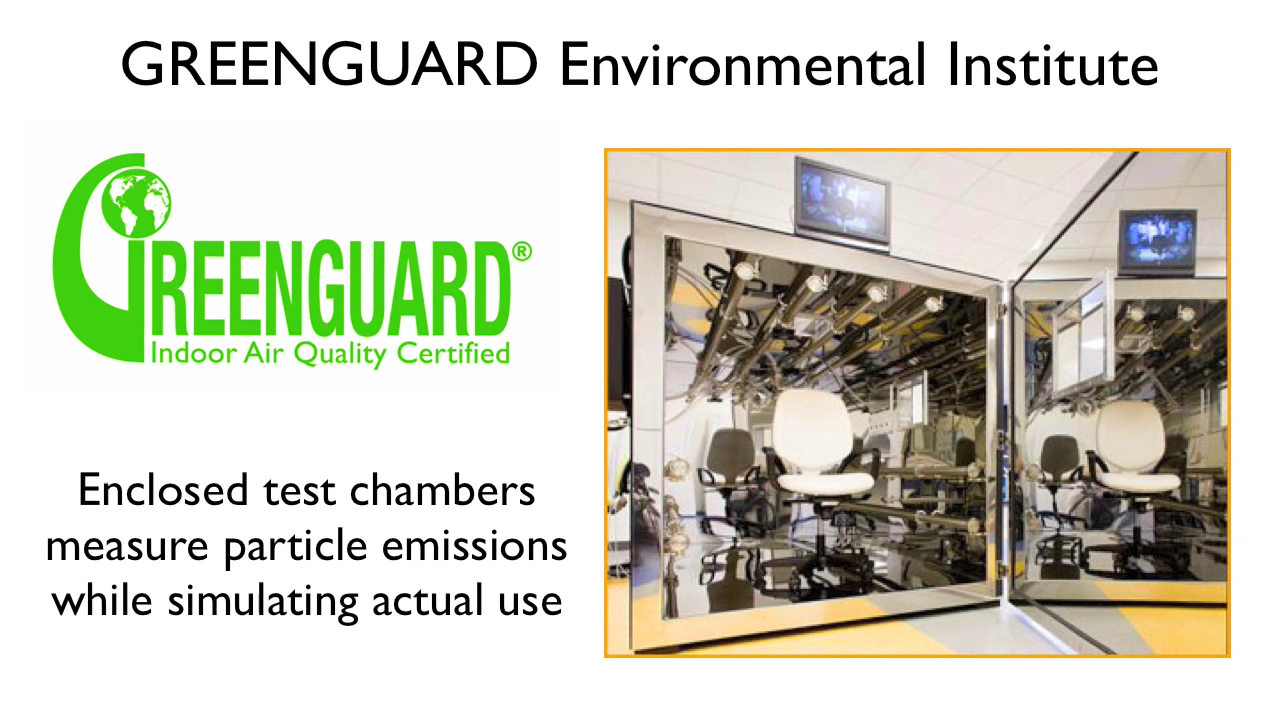 GREENGUARD Environmental Institute
GREENGUARD®
Indoor Air Quality Certified
Enclosed test chambers
measure particle emissions
while simulating actual use